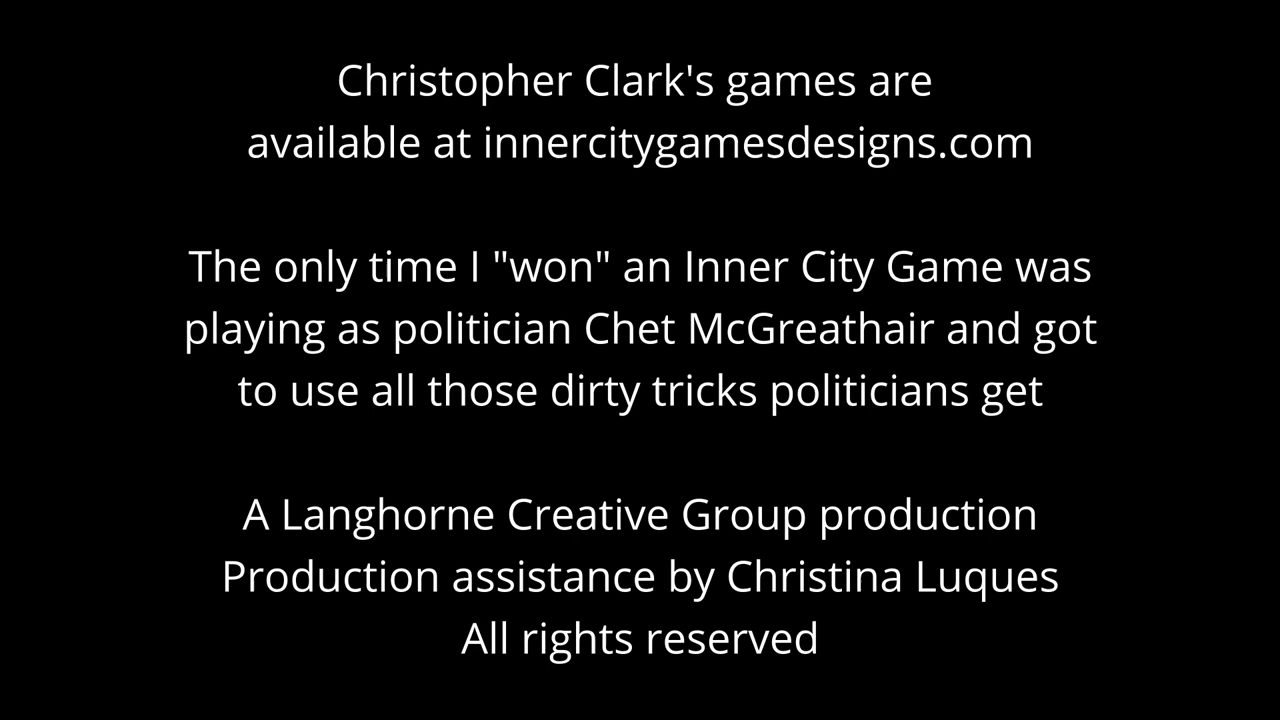 Christopher Clark's games are
available at innercitygamesdesigns.com
The only time I "won" an Inner City Game was
playing as politician Chet McGreathair and got
to use all those dirty tricks politicians get
A Langhorne Creative Group production
Production assistance by Christina Luques
All rights reserved